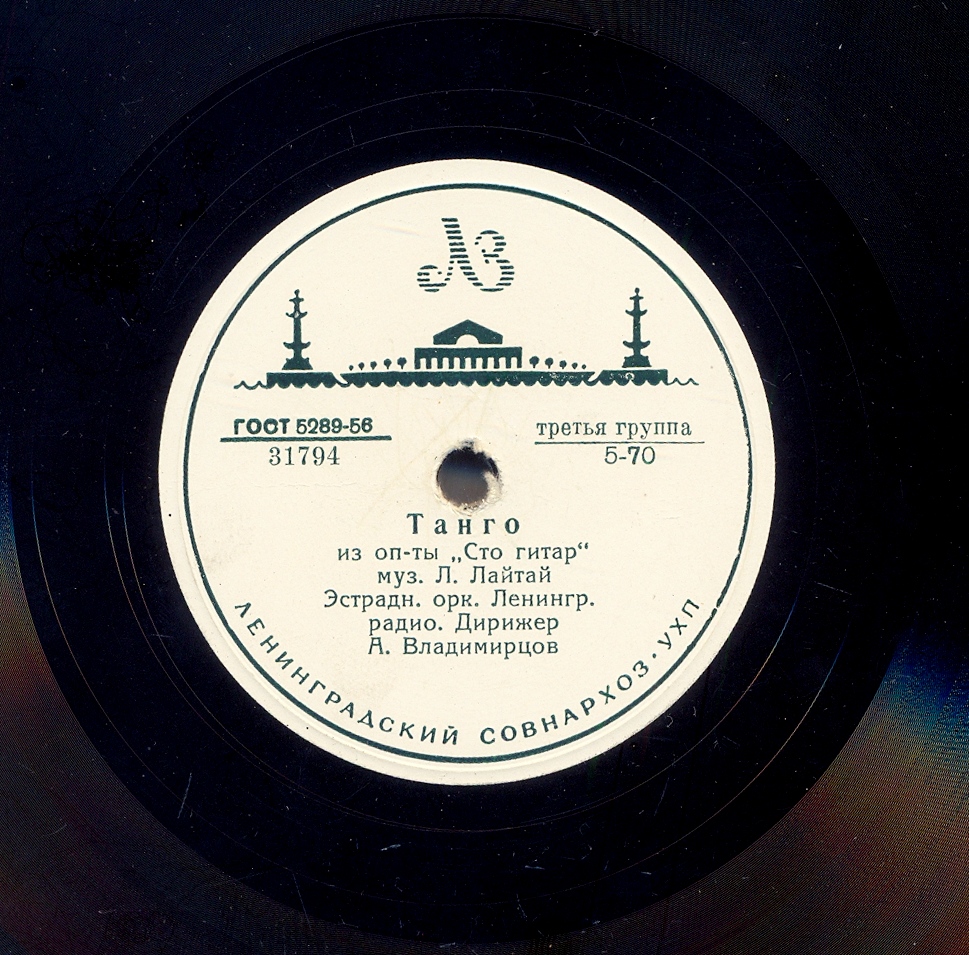 ЛЗ
ГОСТ 5289-56
31794
третья группа
5-70
Танго
из оп-ты „Сто гитар“
муз. Л. Лайтай
Эстрадн. орк. Ленингр.
радио. Дирижер
А. Владимирцов
ЛЕНИНГРАДСКИЙ СОВНАРХОЗ · УХП